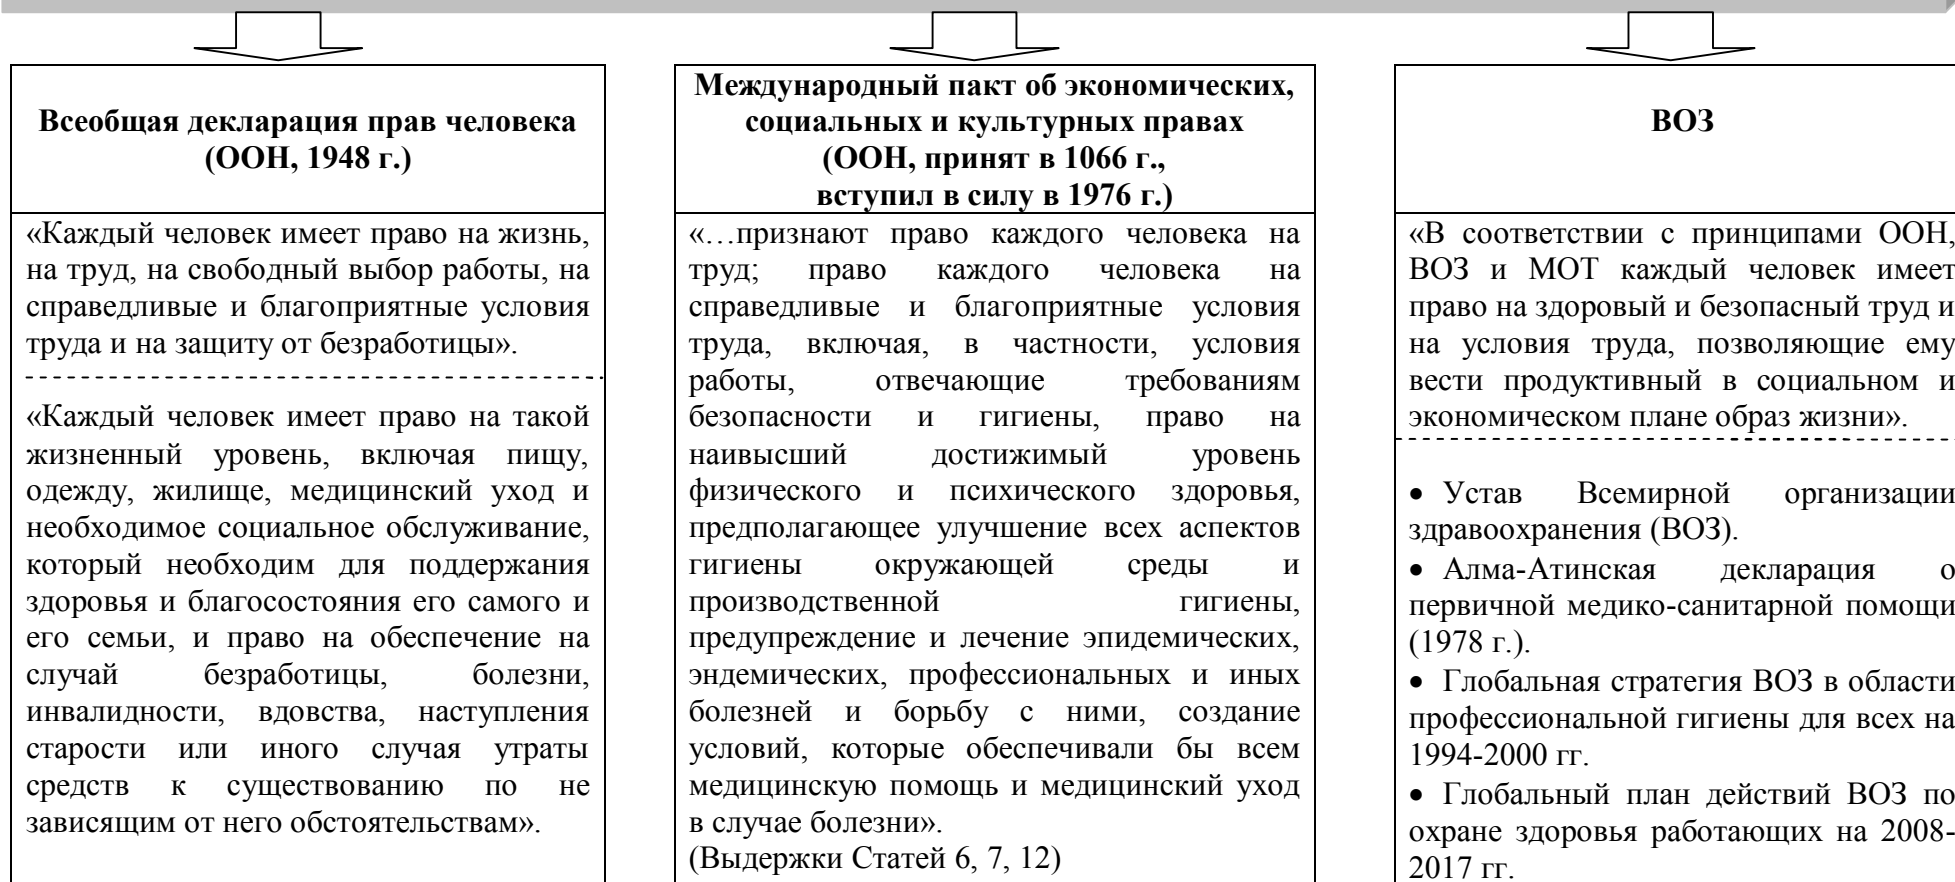 Всеобщая декларация прав человека
(ООН, 1948 г.)
«Каждый человек имеет право на жизнь,
на труд, на свободный выбор работы, на
справедливые и благоприятные условия
труда и на защиту от безработицы».
«Каждый человек имеет право на такой
жизненный уровень, включая пищу,
одежду, жилище, медицинский уход и
необходимое социальное обслуживание,
который необходим для поддержания
здоровья и благосостояния его самого и
его семьи, и право на обеспечение на
случай безработицы, болезни,
инвалидности, вдовства, наступления
старости или иного случая утраты
средств к существованию по не
зависящим от него обстоятельствам».
Международный пакт об экономических,
социальных и культурных правах
(ООН, принят в 1066 г.,
вступил в силу в 1976 г.)
«…признают право каждого человека на
труд; право каждого человека на
справедливые и благоприятные условия
труда, включая, в частности, условия
работы, отвечающие требованиям
безопасности и гигиены, право на
наивысший достижимый уровень
физического и психического здоровья,
предполагающее улучшение всех аспектов
гигиены окружающей среды и
производственной гигиены,
предупреждение и лечение эпидемических,
эндемических, профессиональных и иных
болезней и борьбу с ними, создание
условий, которые обеспечивали бы всем
медицинскую помощь и медицинский уход
в случае болезни».
(Выдержки Статей 6, 7, 12)
ВОЗ
«В соответствии с принципами ООН,
ВОЗ и МОТ каждый человек имеет
право на здоровый и безопасный труд и
на условия труда, позволяющие ему
вести продуктивный в социальном и
экономическом плане образ жизни».
• Устав Всемирной организации
здравоохранения (ВОЗ).
• Алма-Атинская декларация о
первичной медико-санитарной помощи
(1978 г.).
• Глобальная стратегия ВОЗ в области
профессиональной гигиены для всех на
1994-2000 гг.
• Глобальный план действий ВОЗ по
охране здоровья работающих на 2008-
2017 гг.